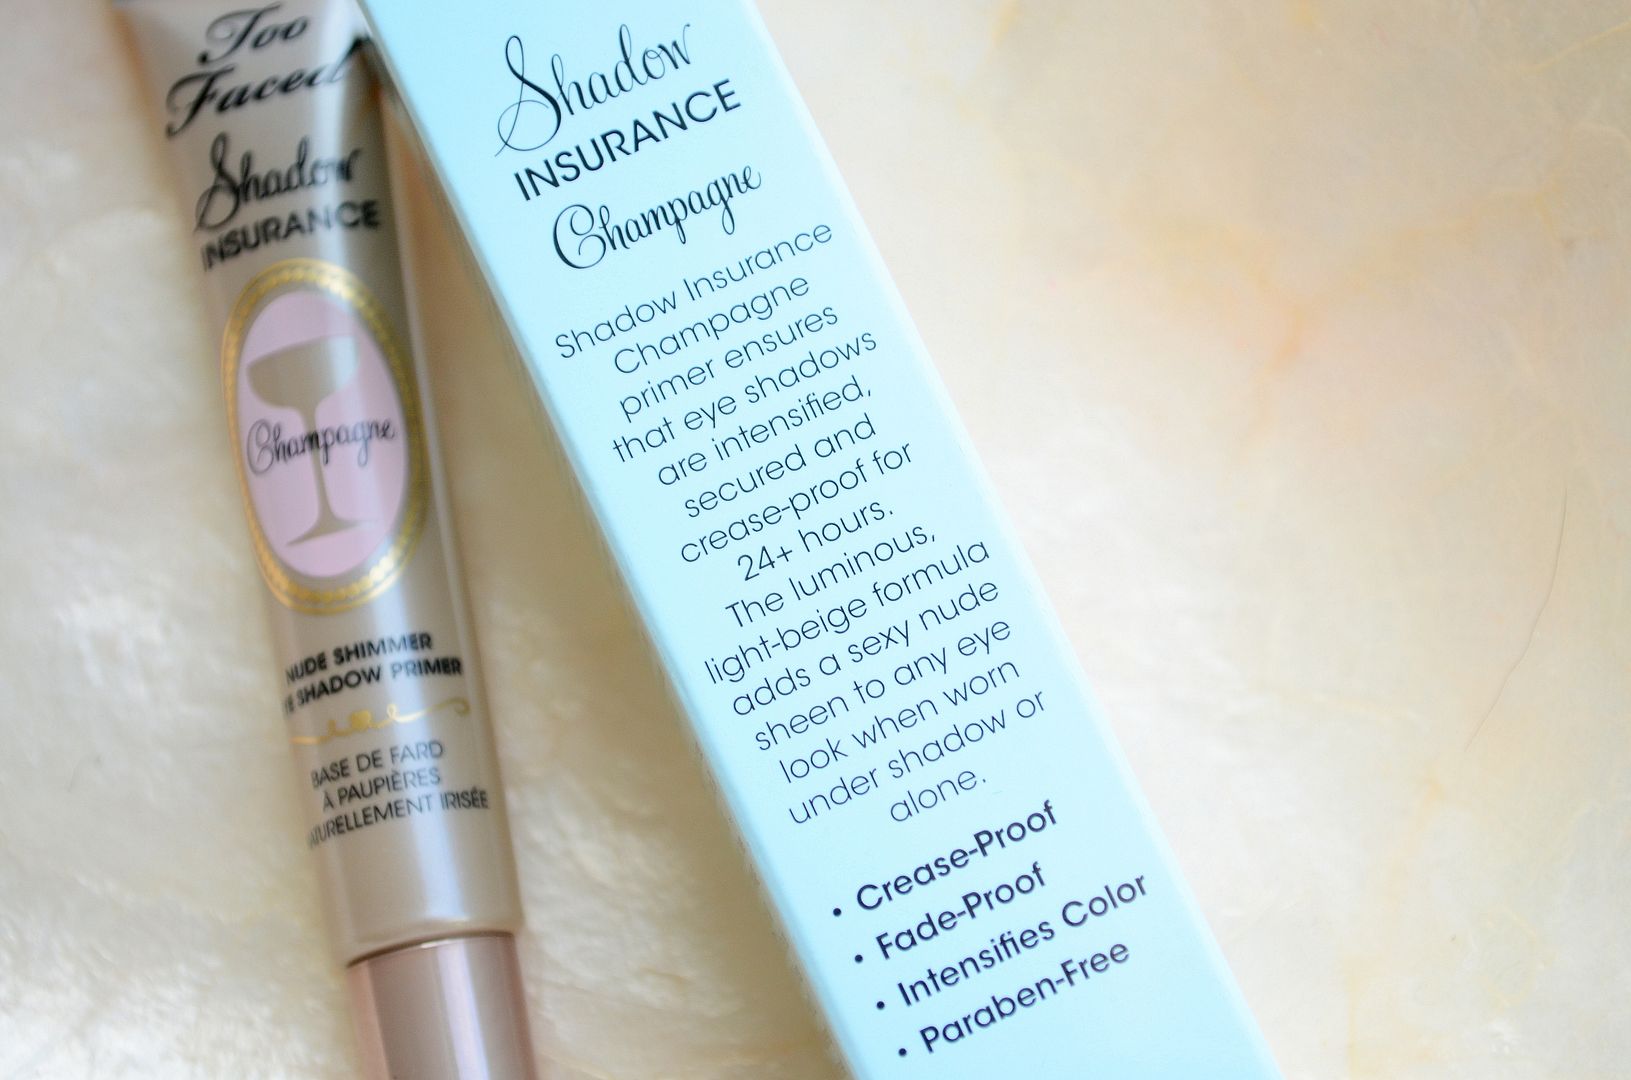 Too
Faced
Shadow
INSURANCE
Champagne
NUDE SHIMMER
SHADOW PRIMER
BASE DE FARD
À PAUPIÈRES
IRISÉE
Shadow
INSURANCE
Champagne
Shadow Insurance
Champagne
primer ensures
that eye shadows
are intensified,
secured and
crease-proof for
24+ hours.
The luminous,
light-beige formula
adds a sexy nude
sheen to any eye
look when worn
under shadow or
alone.
• Crease-Proof
• Fade-Proof
• Intensifies Color
• Paraben-Free